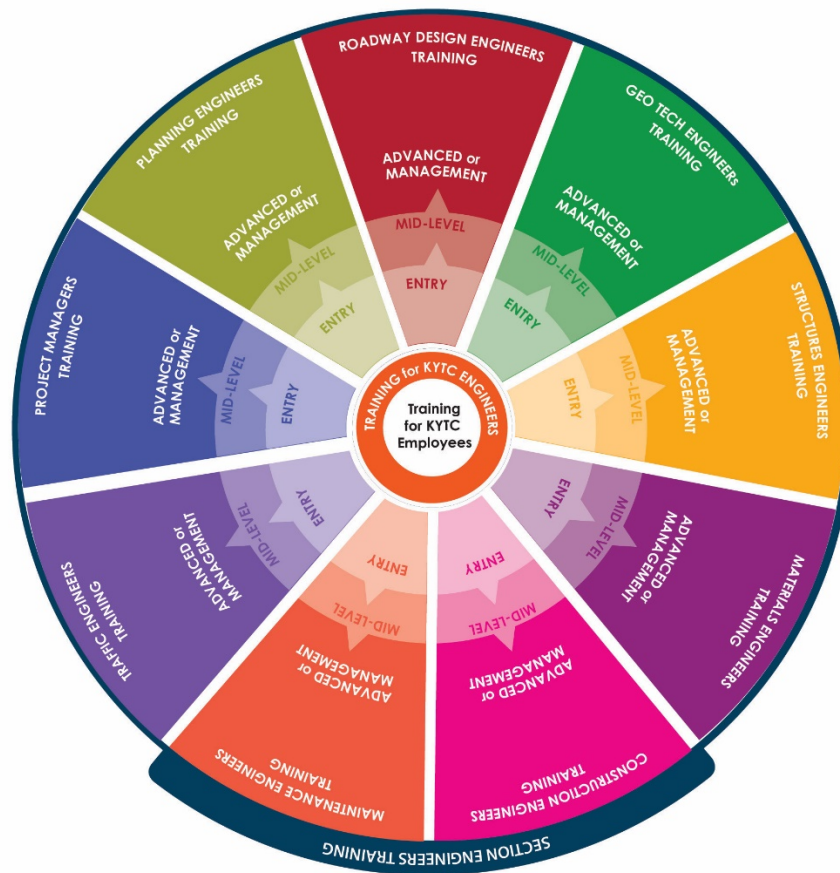 ROADWAY DESIGN ENGINEERS
TRAINING
ADVANCED or
MANAGEMENT
MID-LEVEL
ENTRY
GEO TECH ENGINEERS
TRAINING
ADVANCED or
MANAGEMENT
MID-LEVEL
ENTRY
STRUCTURES ENGINEERS
TRAINING
ADVANCED or
MANAGEMENT
MID-LEVEL
ENTRY
MATERIALS ENGINEERS
TRAINING
ADVANCED or
MANAGEMENT
MID-LEVEL
ENTRY
CONSTRUCTION ENGINEERS
TRAINING
ADVANCED or
MANAGEMENT
MID-LEVEL
ENTRY
MAINTENANCE ENGINEERS
TRAINING
ADVANCED or
MANAGEMENT
MID-LEVEL
ENTRY
TRAFFIC ENGINEERS
TRAINING
ADVANCED or
MANAGEMENT
MID-LEVEL
ENTRY
PROJECT MANAGERS
TRAINING
ADVANCED or
MANAGEMENT
MID-LEVEL
ENTRY
PLANNING ENGINEERS
TRAINING
ADVANCED or
MANAGEMENT
MID-LEVEL
ENTRY
TRAINING for KYTC ENGINEERS
Training
for KYTC
Employees
SECTION ENGINEERS TRAINING